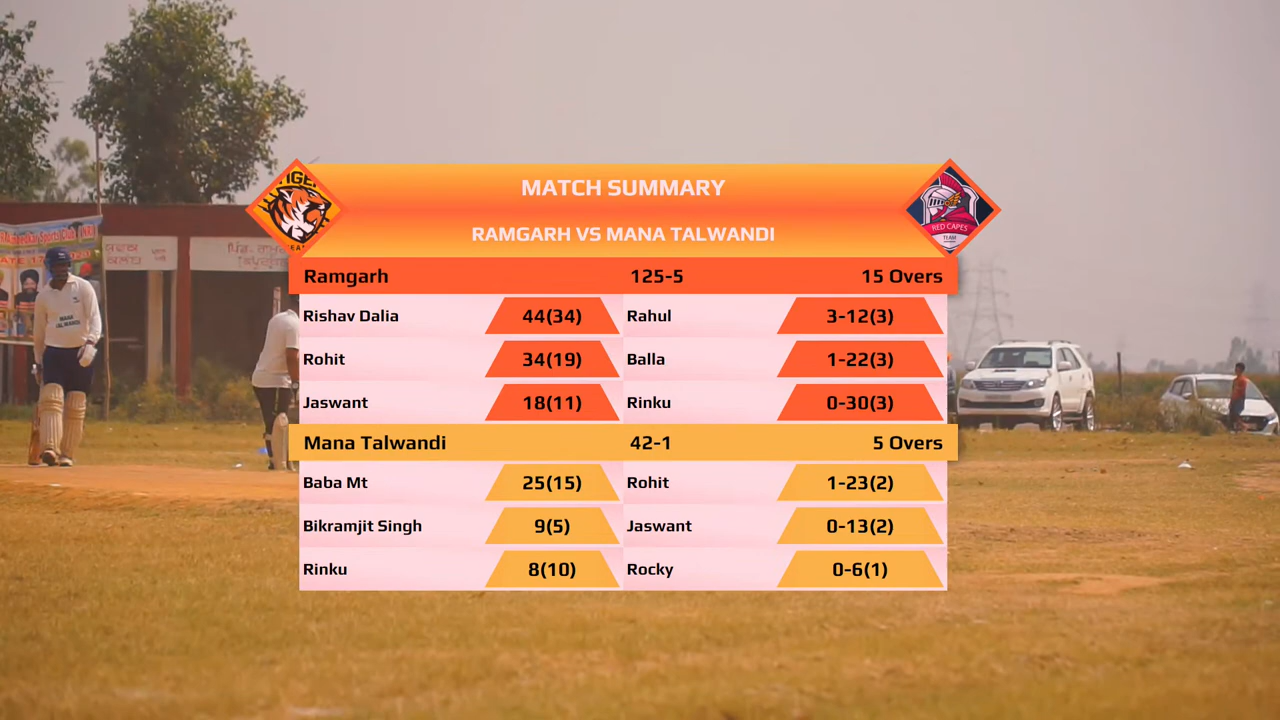 MATCH SUMMARY
RAMGARH VS MANA TALWANDI
RED CAPES
TEAM
Ramgarh 125-5 15 Overs
Rishav Dalia 44(34) Rahul 3-12(3)
Rohit 34(19) Balla 1-22(3)
Jaswant 18(11) Rinku 0-30(3)
Mana Talwandi 42-1 5 Overs
Baba Mt 25(15) Rohit 1-23(2)
Bikramjit Singh 9(5) Jaswant 0-13(2)
Rinku 8(10) Rocky 0-6(1)
MANA
TALWANDI